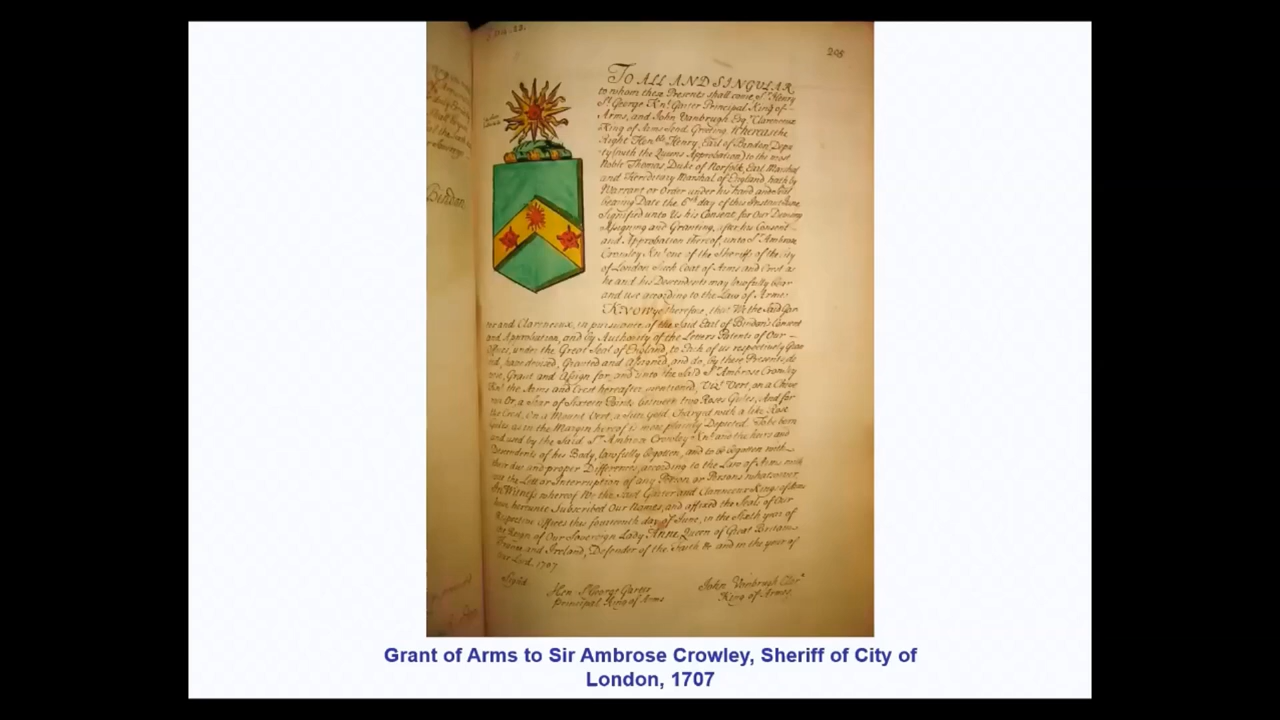 205
TO ALL AND SINGULAR
to whom these Presents shall come, Sr. Henry
St. George Knt. Garter Principal King of
Arms, and John Vanbrugh Esq. Clarenceux
King of Arms Send Greeting. Whereas the
Right Honble Henry, Earl of Bindon, Depu
ty (with the Queens Approbation) to the most
Noble Thomas, Duke of Norfolk, Earl Marshal
and Hereditary Marshal of England, hath by
Warrant or Order under his hand and Seal
bearing Date the day of this Instant June
Signified unto Us his Consent, for Our Devising
Assigning and Granting, after his Consent
and Approbation thereof, unto Sr. Ambrose
Crowley Knt. one of the Sheriffs of the City
of London Such Coat of Arms and Crest as
he and his Descendents may lawfully bear
and use according to the Law of Arms.
KNOW ye therefore, that We the Said Gar
ter and Clarenceux, in pursuance of the Said Earl of Bindon's Consent
and Approbation, and by Authority of the Letters Patents of Our
Offices, under the Great Seal of England, to Each of us respectively Gran
ted, have devised, Granted and Assigned, and do, by these Presents, de
vise, Grant and Assign for, and unto the Said Sr. Ambrose Crowley
Knt. the Arms and Crest hereafter mentioned, Vizt. Vert, on a Chev
ron Or, a Star of Sixteen Points between two Roses Gules, And for
the Crest, On a Mount Vert, a Gold, Charged with a like Rose
Gules, as in the Margin hereof is more plainly Depicted. To be born
and used by the Said Sr. Ambrose Crowley Knt. and the heirs and
Descendents of his Body, lawfully begotten, and to be begotten with
their due and proper Differences, according to the Law of Arms with
out the Lett or Interruption of any Person or Persons whatsoever.
In Witness whereof We the Said Garter and Clarenceux Kings of Arms
have hereunto Subscribed Our Names, and affixed the Seals of Our
Respective Offices this fourteenth day of June, in the Sixth year of
the Reign of Our Sovereign Lady Anne Queen of Great Britain
France and Ireland, Defender of the Faith &c and in the year of
Our Lord. 1707
Hen: St. George Garter
Principal King of Arms
John Vanbrugh Clarx
King of Armes
Bindon
Grant of Arms to Sir Ambrose Crowley, Sheriff of City of
London, 1707